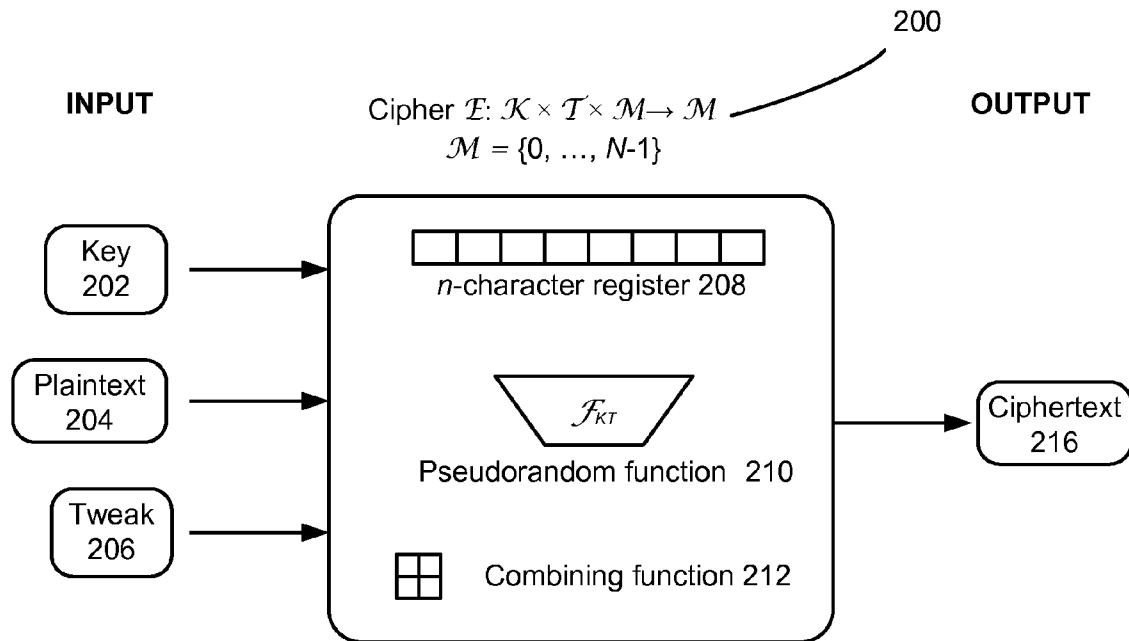 200
INPUT
Cipher ℰ: 𝒦 × 𝒯 × ℳ → ℳ
OUTPUT
ℳ = {0, …, N-1}
Key
202
n-character register 208
Plaintext
204
ℱKT
Ciphertext
216
Pseudorandom function 210
Tweak
206
Combining function 212